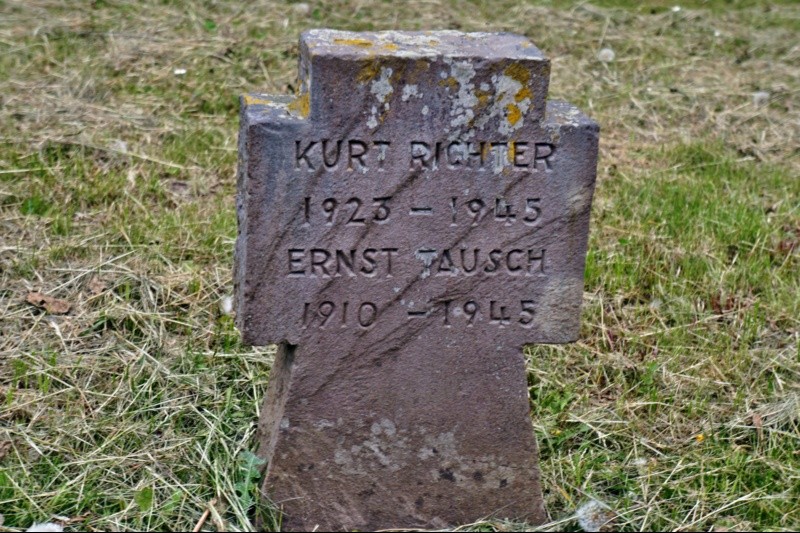 KURT RICHTER
1923 – 1945
ERNST TAUSCH
1910 – 1945